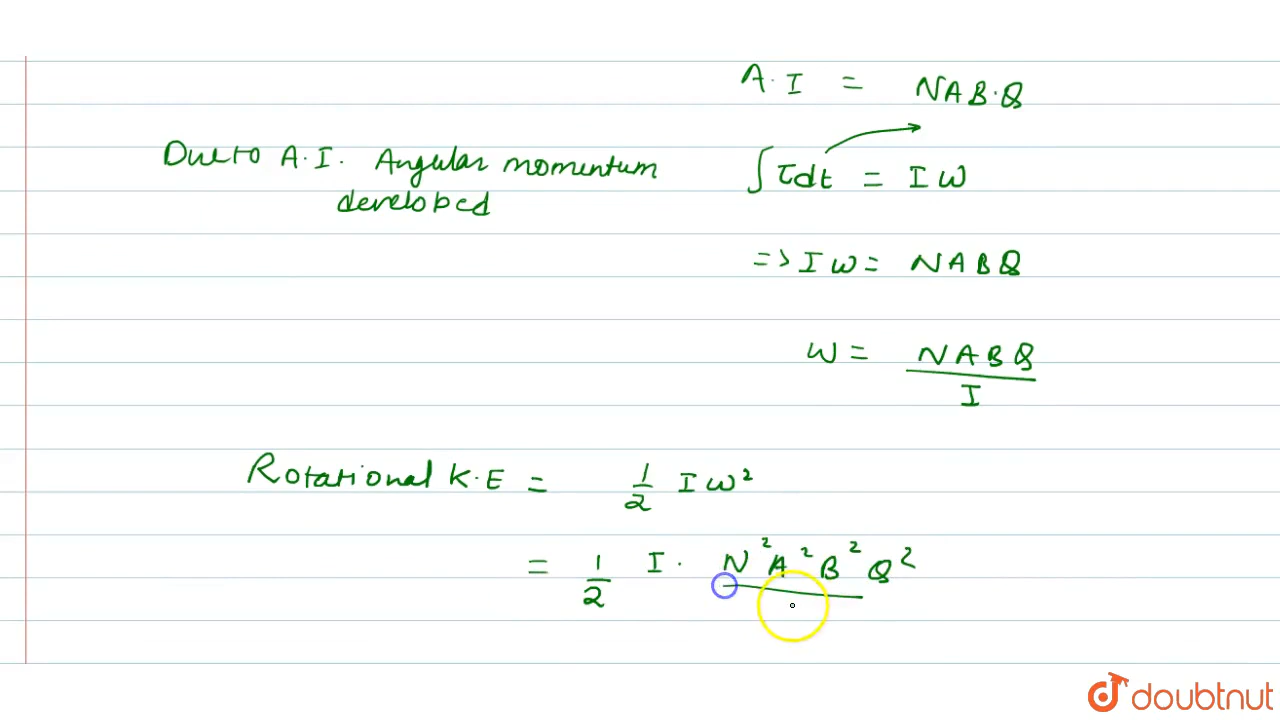 A.I = NAB.Q
Due to A.I. Angular momentum
developed
∫τdt = Iω
=> Iω = NABQ
ω = NABQ
I
Rotational K.E = 1/2 Iω²
= 1/2 I. N²A²B²Q²
doubtnut